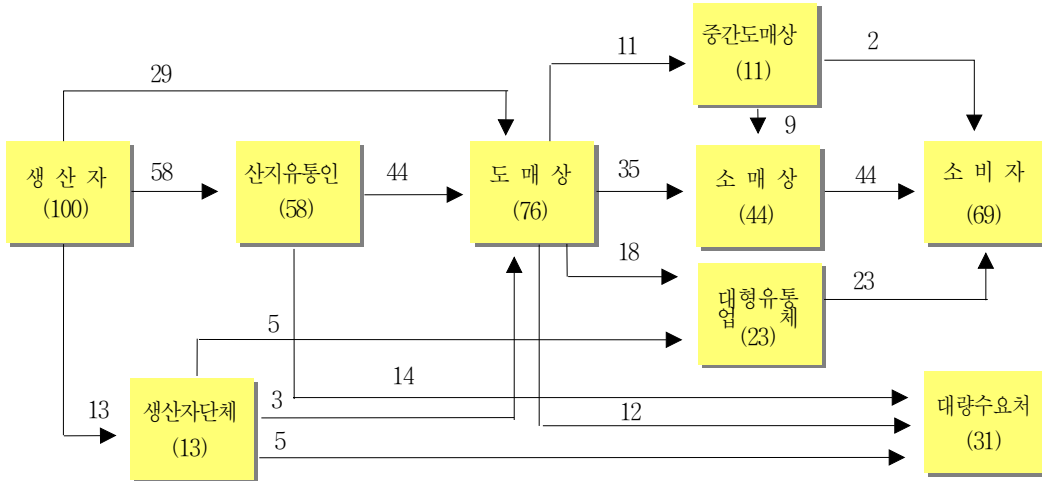 중간도매상
(11)
11
2
29
9
생 산 자
(100)
58
산지유통인
(58)
44
도 매 상
(76)
35
소 매 상
(44)
44
소 비 자
(69)
18
대형유통
업 체
(23)
23
5
14
13
생산자단체
(13)
3
12
5
대량수요처
(31)